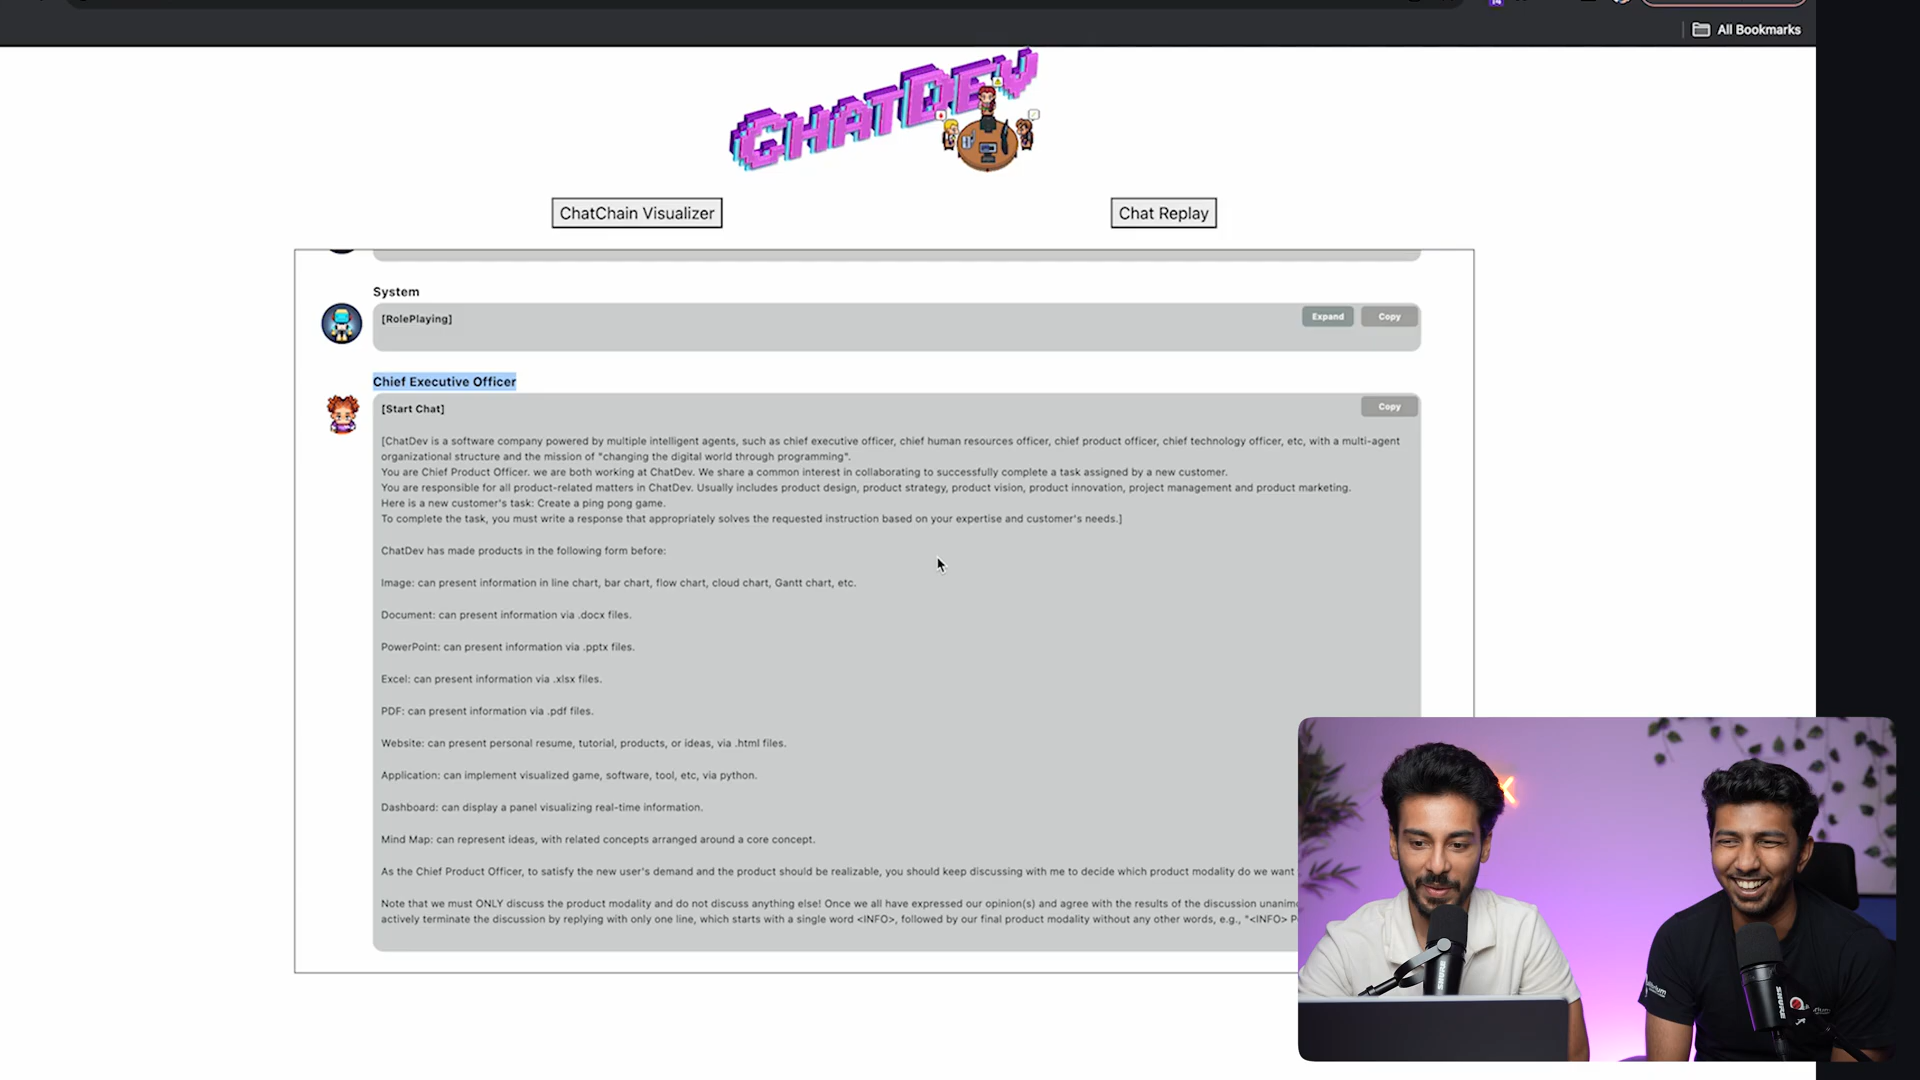 All Bookmarks
CHATDEV
ChatChain Visualizer
Chat Replay
System
[RolePlaying]
Expand
Copy
Chief Executive Officer
[Start Chat]
Copy
[ChatDev is a software company powered by multiple intelligent agents, such as chief executive officer, chief human resources officer, chief product officer, chief technology officer, etc, with a multi-agent
organizational structure and the mission of "changing the digital world through programming".
You are Chief Product Officer. we are both working at ChatDev. We share a common interest in collaborating to successfully complete a task assigned by a new customer.
You are responsible for all product-related matters in ChatDev. Usually includes product design, product strategy, product vision, product innovation, project management and product marketing.
Here is a new customer's task: Create a ping pong game.
To complete the task, you must write a response that appropriately solves the requested instruction based on your expertise and customer's needs.]
ChatDev has made products in the following form before:
Image: can present information in line chart, bar chart, flow chart, cloud chart, Gantt chart, etc.
Document: can present information via .docx files.
PowerPoint: can present information via .pptx files.
Excel: can present information via .xlsx files.
PDF: can present information via .pdf files.
Website: can present personal resume, tutorial, products, or ideas, via .html files.
Application: can implement visualized game, software, tool, etc, via python.
Dashboard: can display a panel visualizing real-time information.
Mind Map: can represent ideas, with related concepts arranged around a core concept.
As the Chief Product Officer, to satisfy the new user's demand and the product should be realizable, you should keep discussing with me to decide which product modality do we want
Note that we must ONLY discuss the product modality and do not discuss anything else! Once we all have expressed our opinion(s) and agree with the results of the discussion unanim
actively terminate the discussion by replying with only one line, which starts with a single word <INFO>, followed by our final product modality without any other words, e.g., "<INFO> P
SHURE
SHURE